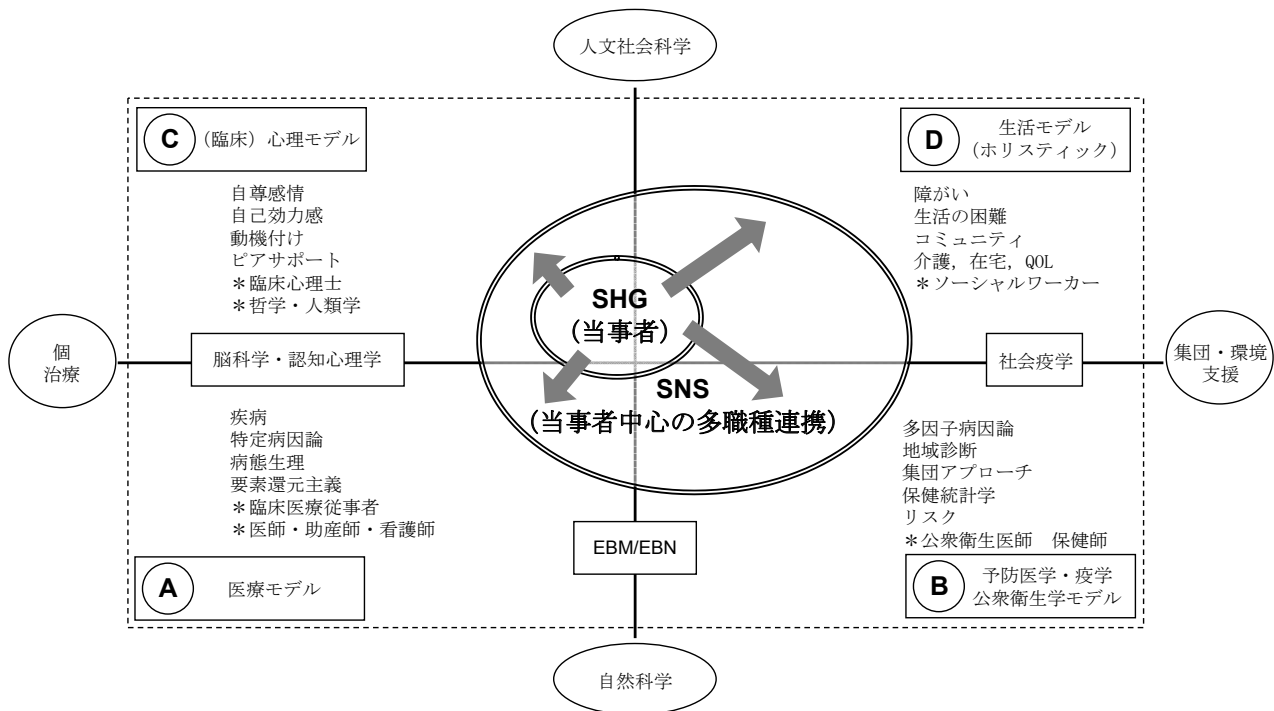 人文社会科学
C
(臨床)心理モデル
自尊感情
自己効力感
動機付け
ピアサポート
＊臨床心理士
＊哲学・人類学
D
生活モデル
(ホリスティック)
障がい
生活の困難
コミュニティ
介護，在宅，QOL
＊ソーシャルワーカー
SHG
(当事者)
SNS
(当事者中心の多職種連携)
個
治療
脳科学・認知心理学
社会疫学
集団・環境
支援
疾病
特定病因論
病態生理
要素還元主義
＊臨床医療従事者
＊医師・助産師・看護師
A
医療モデル
EBM/EBN
多因子病因論
地域診断
集団アプローチ
保健統計学
リスク
＊公衆衛生医師　保健師
B
予防医学・疫学
公衆衛生学モデル
自然科学